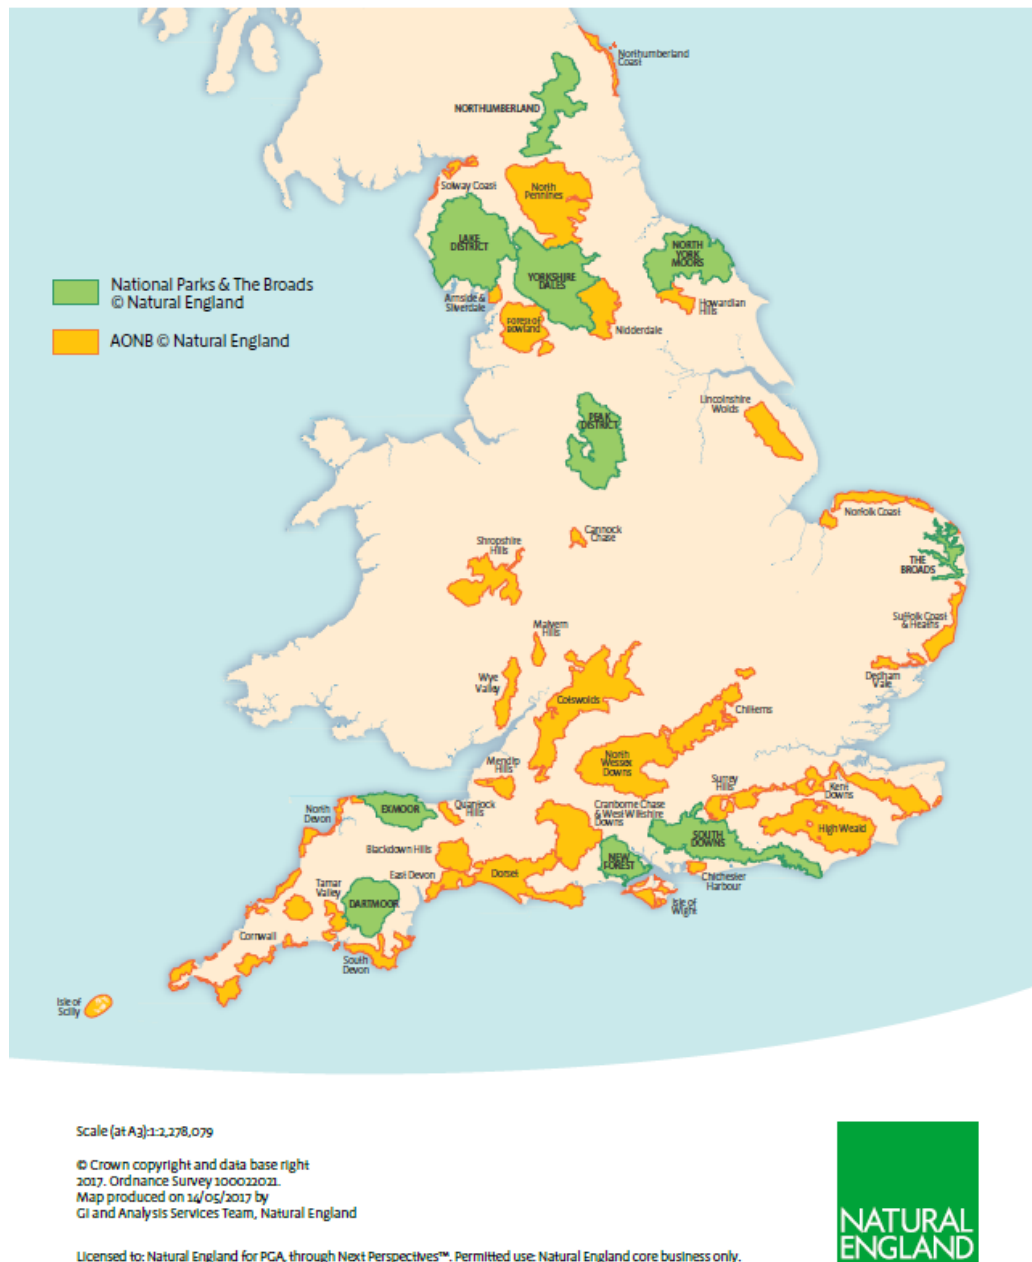 Northumberland
Coast
NORTHUMBERLAND
Solway Coast
North
Pennines
LAKE
DISTRICT
NORTH
YORK
MOORS
YORKSHIRE
DALES
National Parks & The Broads
© Natural England
Arnside &
Silverdale
Howardian
Hills
Forest of
Bowland
Nidderdale
AONB © Natural England
Lincolnshire
Wolds
PEAK
DISTRICT
Norfolk Coast
Cannock
Chase
Shropshire
Hills
THE
BROADS
Suffolk Coast
& Heaths
Malvern
Hills
Dedham
Vale
Wye
Valley
Cotswolds
Chilterns
North
Wessex
Downs
Mendip
Hills
Surrey
Hills
Kent
Downs
North
Devon
EXMOOR
Quantock
Hills
Cranborne Chase
& West Wiltshire
Downs
High Weald
SOUTH
DOWNS
Blackdown Hills
NEW
FOREST
East Devon
Dorset
Chichester
Harbour
Tamar
Valley
DARTMOOR
Isle of
Wight
Cornwall
South
Devon
Isle of
Scilly
Scale (at A3):1:2,278,079
© Crown copyright and data base right
2017. Ordnance Survey 100022021.
Map produced on 14/05/2017 by
GI and Analysis Services Team, Natural England
Licensed to: Natural England for PGA, through Next Perspectives™. Permitted use: Natural England core business only.
NATURAL
ENGLAND